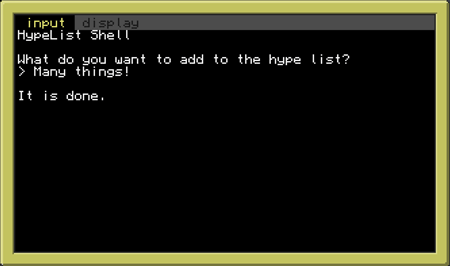 input display
HypeList Shell
What do you want to add to the hype list?
> Many things!
It is done.